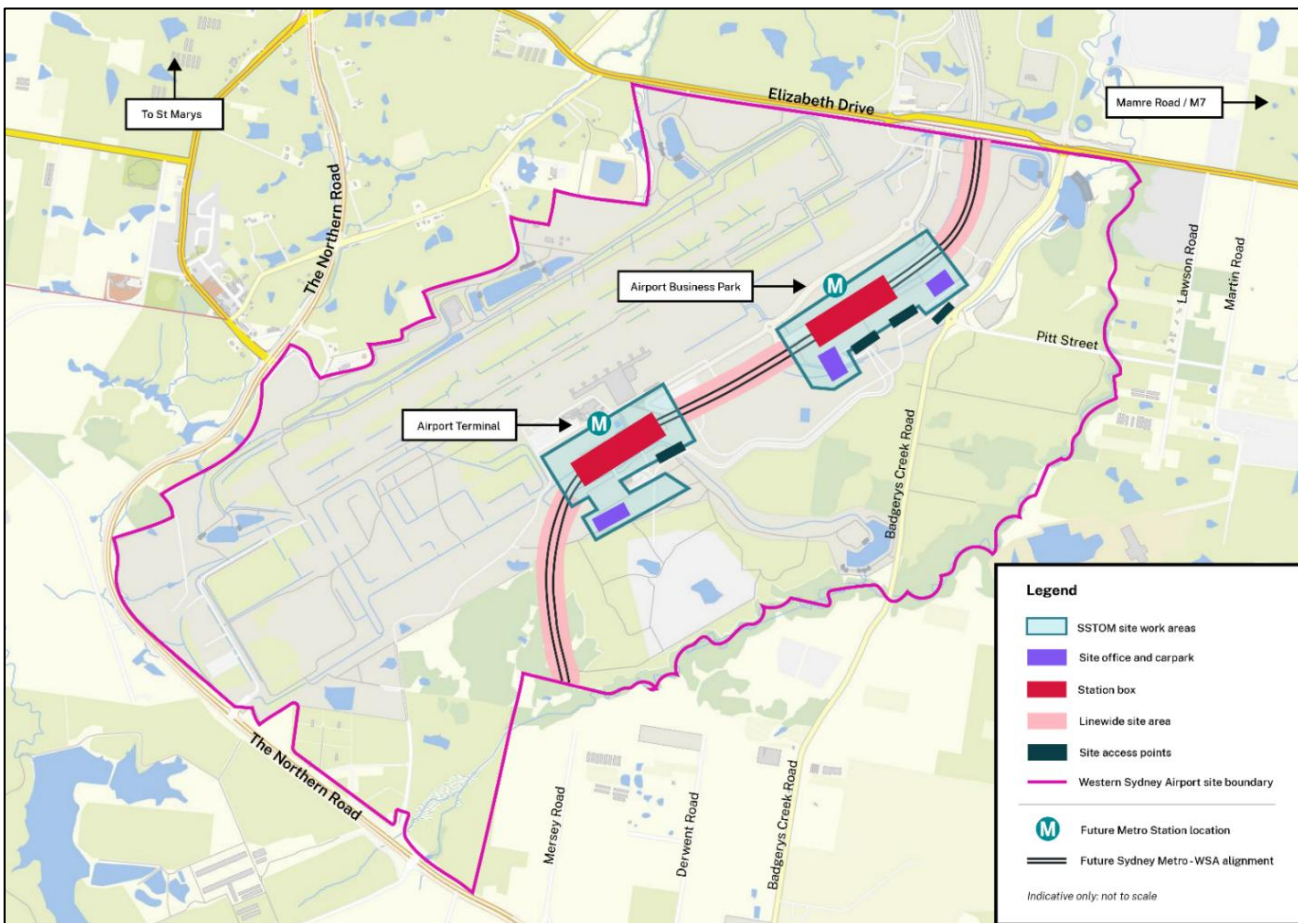 To St Marys
The Northern Road
Elizabeth Drive
Mamre Road / M7
Lawson Road
Martin Road
Airport Business Park
M
Pitt Street
Airport Terminal
M
Badgerys Creek Road
The Northern Road
Mersey Road
Derwent Road
Badgerys Creek Road
Legend
SSTOM site work areas
Site office and carpark
Station box
Linewide site area
Site access points
Western Sydney Airport site boundary
M Future Metro Station location
Future Sydney Metro - WSA alignment
Indicative only: not to scale